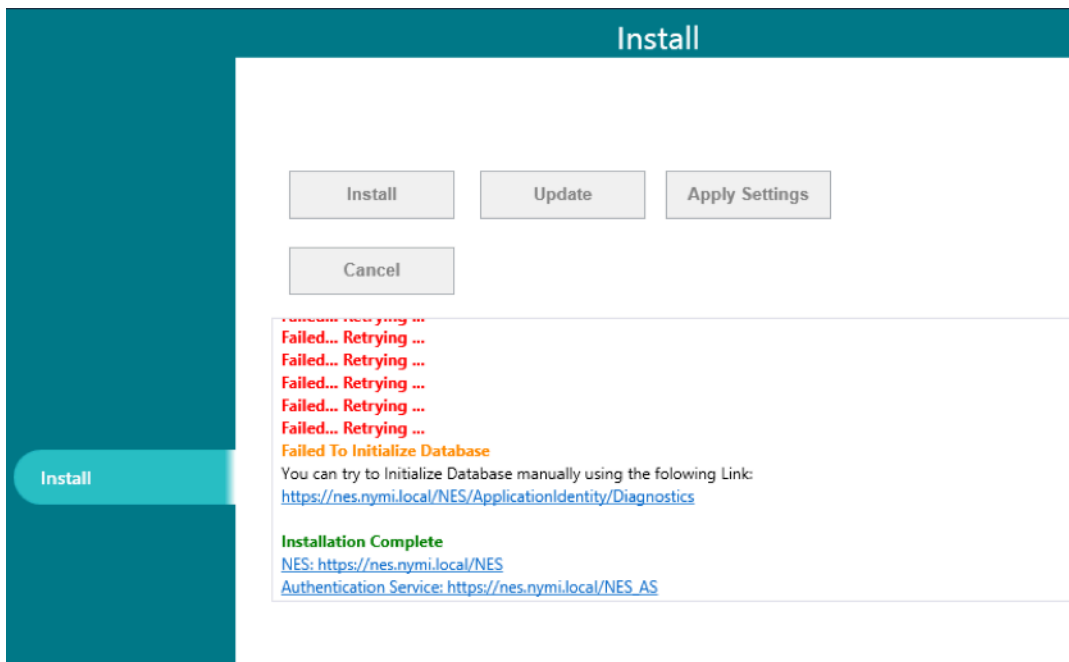 Install
Install
Update
Apply Settings
Cancel
Failed... Retrying ...
Failed... Retrying ...
Failed... Retrying ...
Failed... Retrying ...
Failed... Retrying ...
Failed... Retrying ...
Failed To Initialize Database
You can try to Initialize Database manually using the folowing Link:
https://nes.nymi.local/NES/ApplicationIdentity/Diagnostics
Install
Installation Complete
NES: https://nes.nymi.local/NES
Authentication Service: https://nes.nymi.local/NES_AS